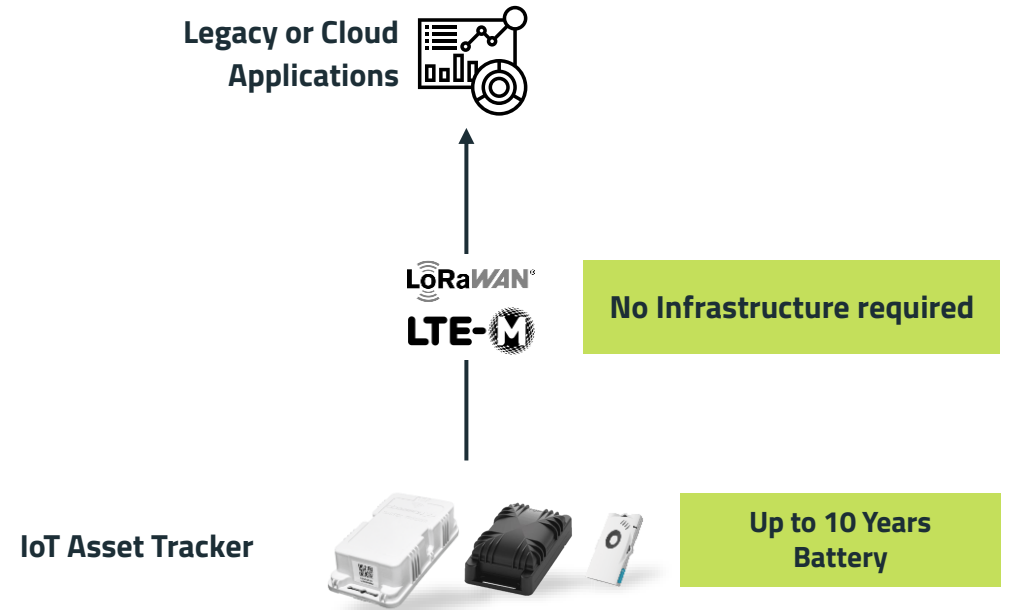 Legacy or Cloud
Applications
LoRaWAN®
LTE-M
No Infrastructure required
IoT Asset Tracker
Up to 10 Years
Battery